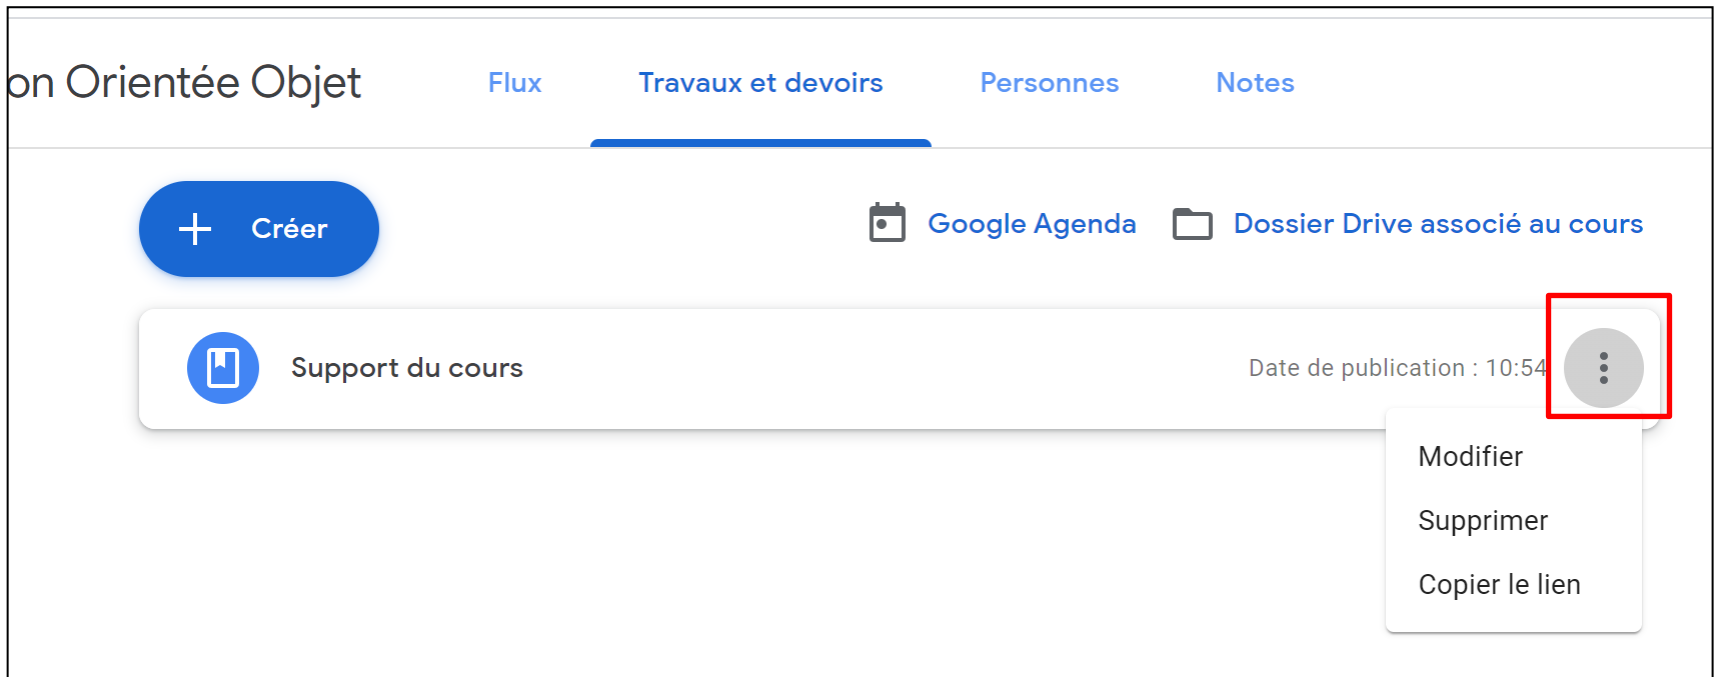 on Orientée Objet
Flux
Travaux et devoirs
Personnes
Notes
Créer
Google Agenda
Dossier Drive associé au cours
Support du cours
Date de publication : 10:54
Modifier
Supprimer
Copier le lien